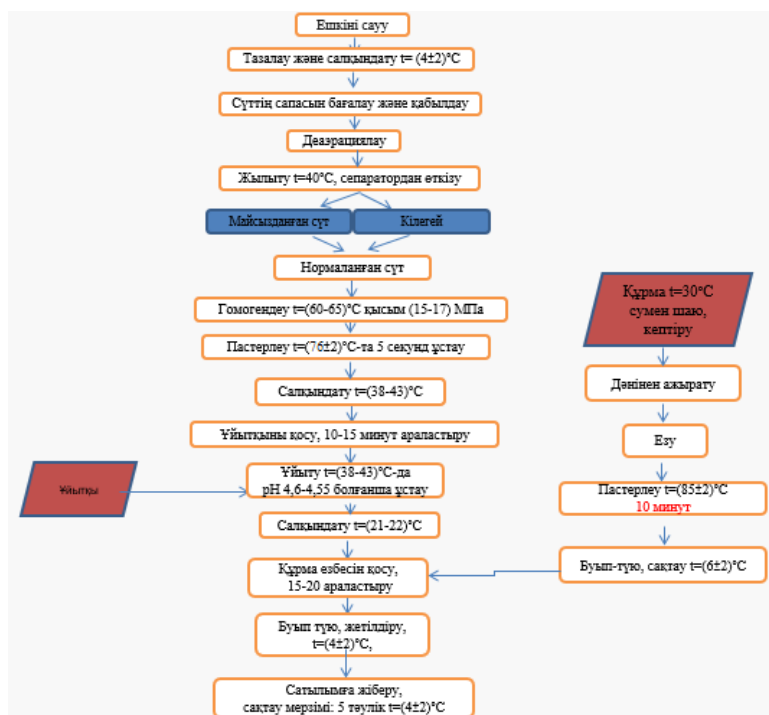 Ешкіні сауу
Тазалау және салқындату t= (4±2)°С
Сүттің сапасын бағалау және қабылдау
Деаэрациялау
Жылыту t=40°С, сепаратордан өткізу
Майсызданған сүт
Кілегей
Нормаланған сүт
Гомогендеу t=(60-65)°С қысым (15-17) МПа
Пастерлеу t=(76±2)°С-та 5 секунд ұстау
Салқындату t=(38-43)°С
Ұйытқыны қосу, 10-15 минут араластыру
Ұйытқы
Ұйыту t=(38-43)°С-да
рН 4,6-4,55 болғанша ұстау
Салқындату t=(21-22)°С
Құрма t=30°С
сумен шаю,
кептіру
Дәнінен ажырату
Езу
Пастерлеу t=(85±2)°С
10 минут
Буып-түю, сақтау t=(6±2)°С
Құрма езбесін қосу,
15-20 араластыру
Буып түю, жетілдіру,
t=(4±2)°С,
Сатылымға жіберу,
сақтау мерзімі: 5 тәулік t=(4±2)°С